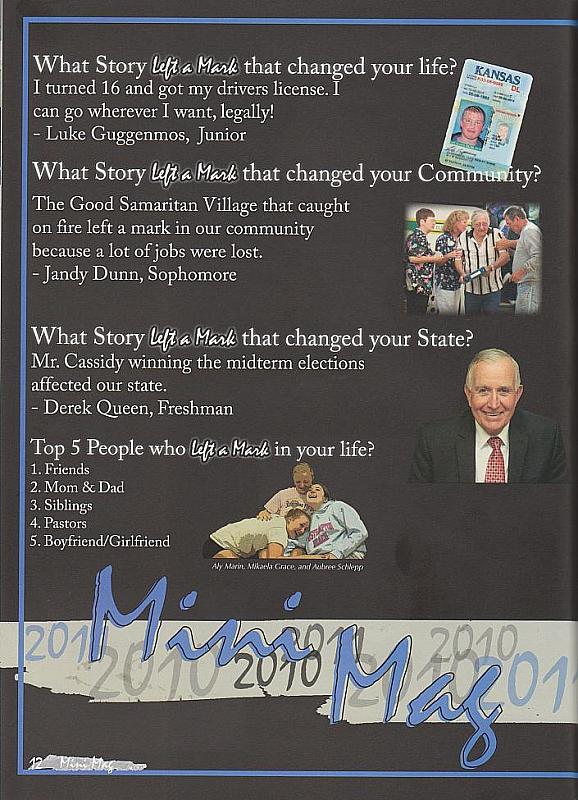 What Story Left a Mark that changed your life?
I turned 16 and got my drivers license. I
can go wherever I want, legally!
- Luke Guggenmos, Junior
KANSAS
DL
What Story Left a Mark that changed your Community?
The Good Samaritan Village that caught
on fire left a mark in our community
because a lot of jobs were lost.
- Jandy Dunn, Sophomore
What Story Left a Mark that changed your State?
Mr. Cassidy winning the midterm elections
affected our state.
- Derek Queen, Freshman
Top 5 People who Left a Mark in your life?
1. Friends
2. Mom & Dad
3. Siblings
4. Pastors
5. Boyfriend/Girlfriend
Aly Marin, Mikaela Grace, and Aubree Schlepp
Mini Mag
2010
2010
2010
2010
12 Mini Mag